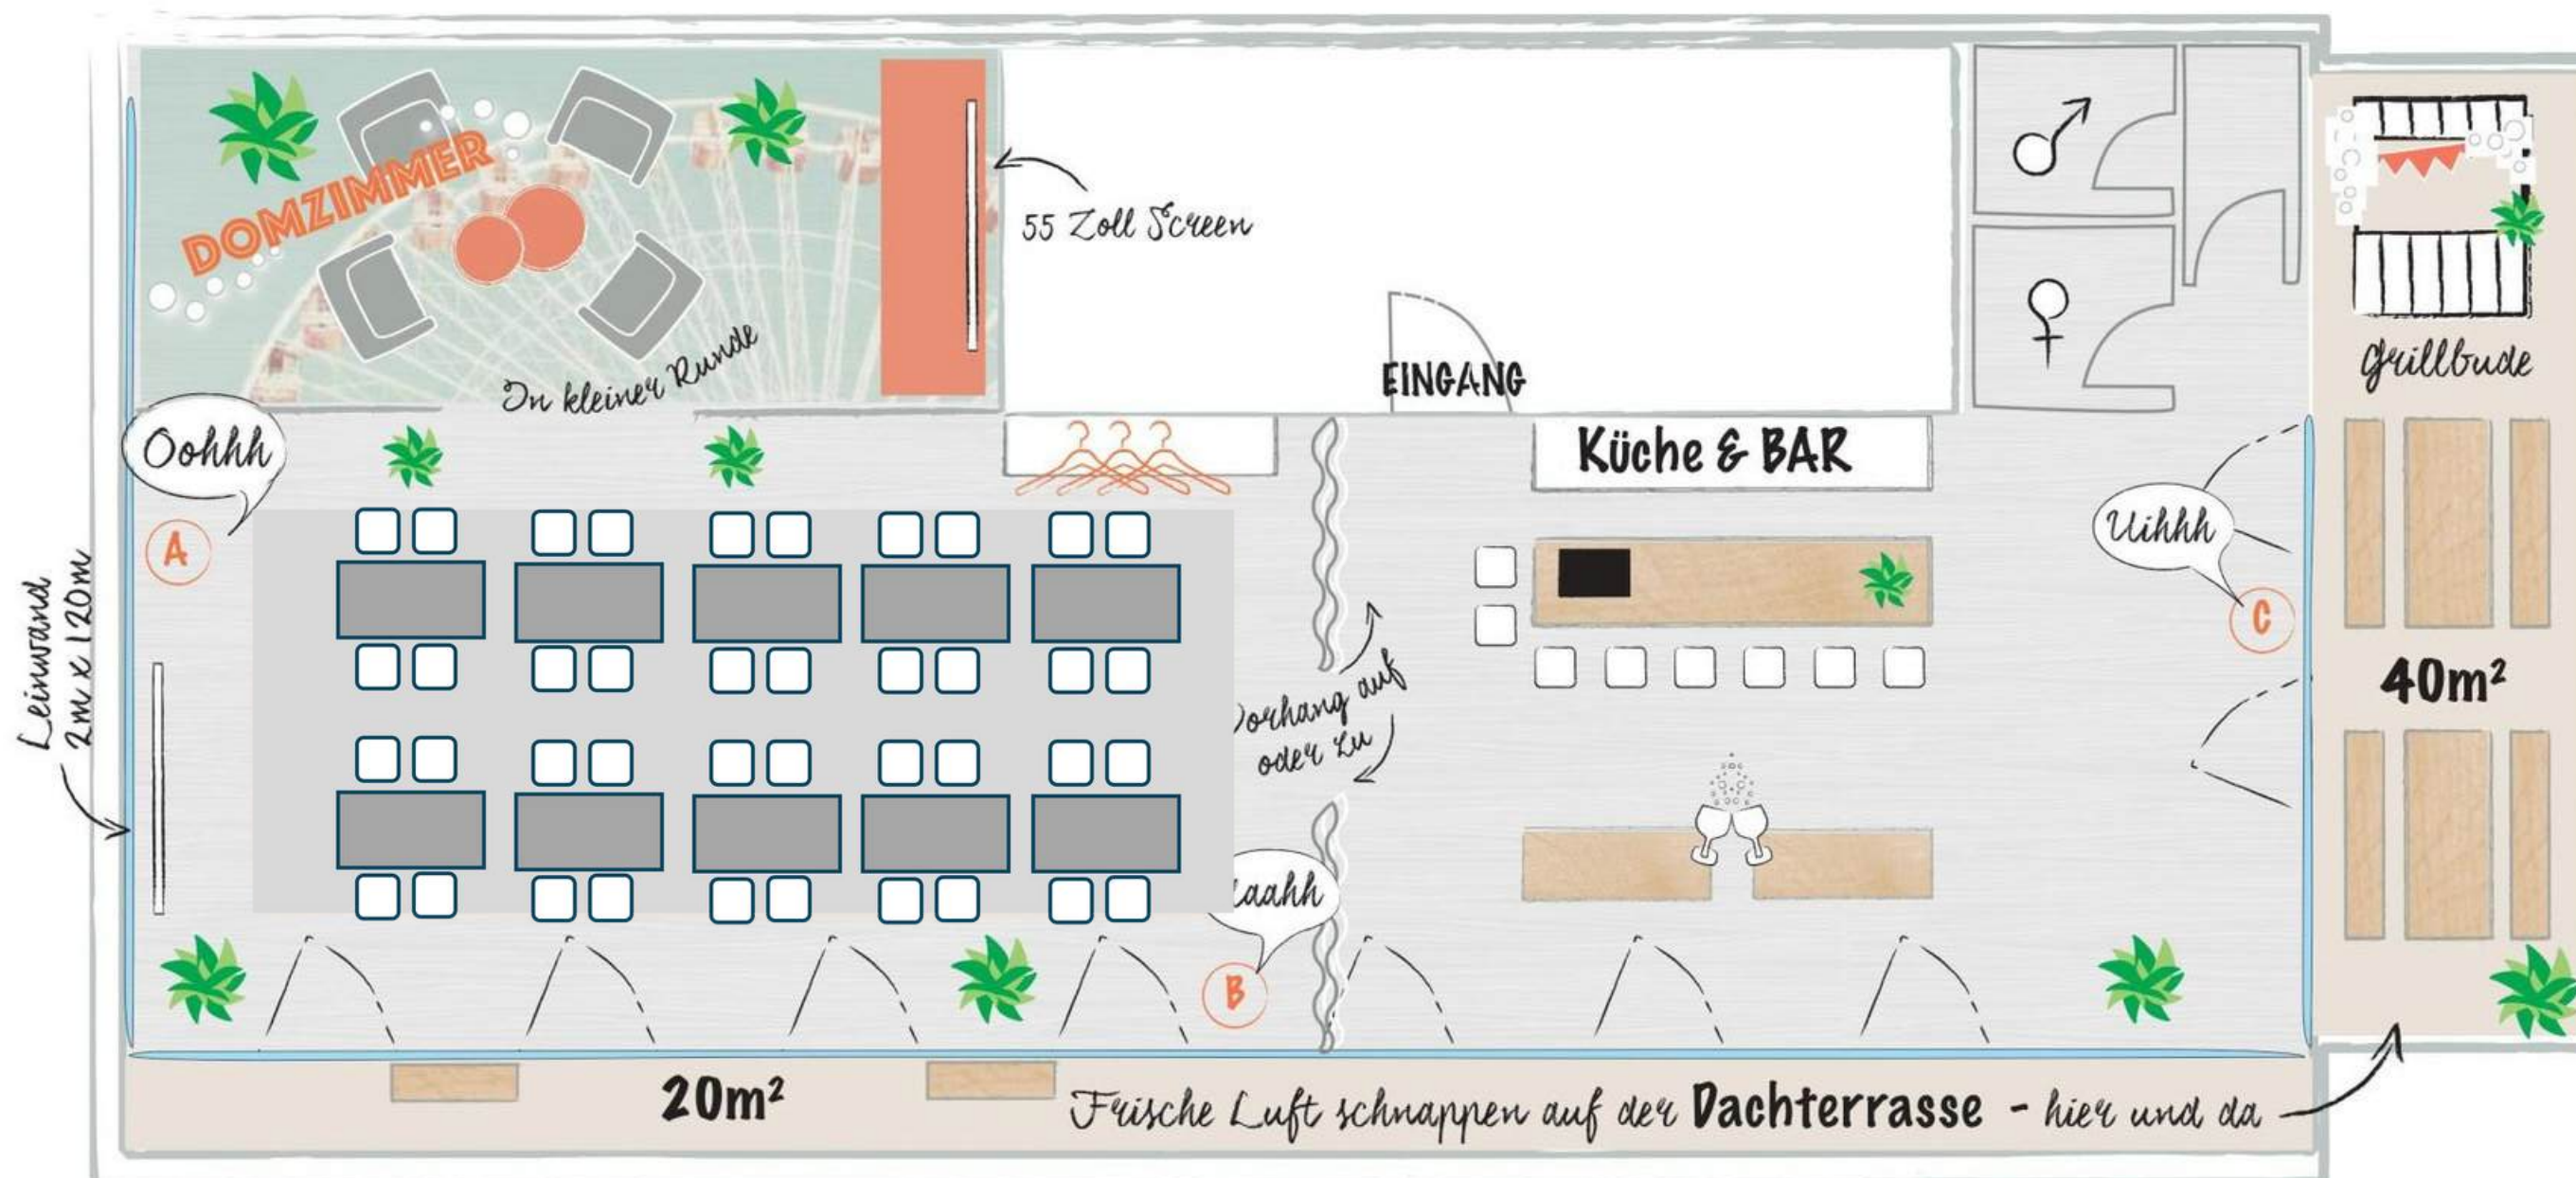 DOMZIMMER
In kleiner Runde
55 Zoll Screen
EINGANG
Grillbude
Oohhh
A
Küche & BAR
Uihhh
C
Leinwand
2m x 120m
40m²
Vorhang auf
oder zu
aahh
B
20m²
Frische Luft schnappen auf der Dachterrasse - hier und da